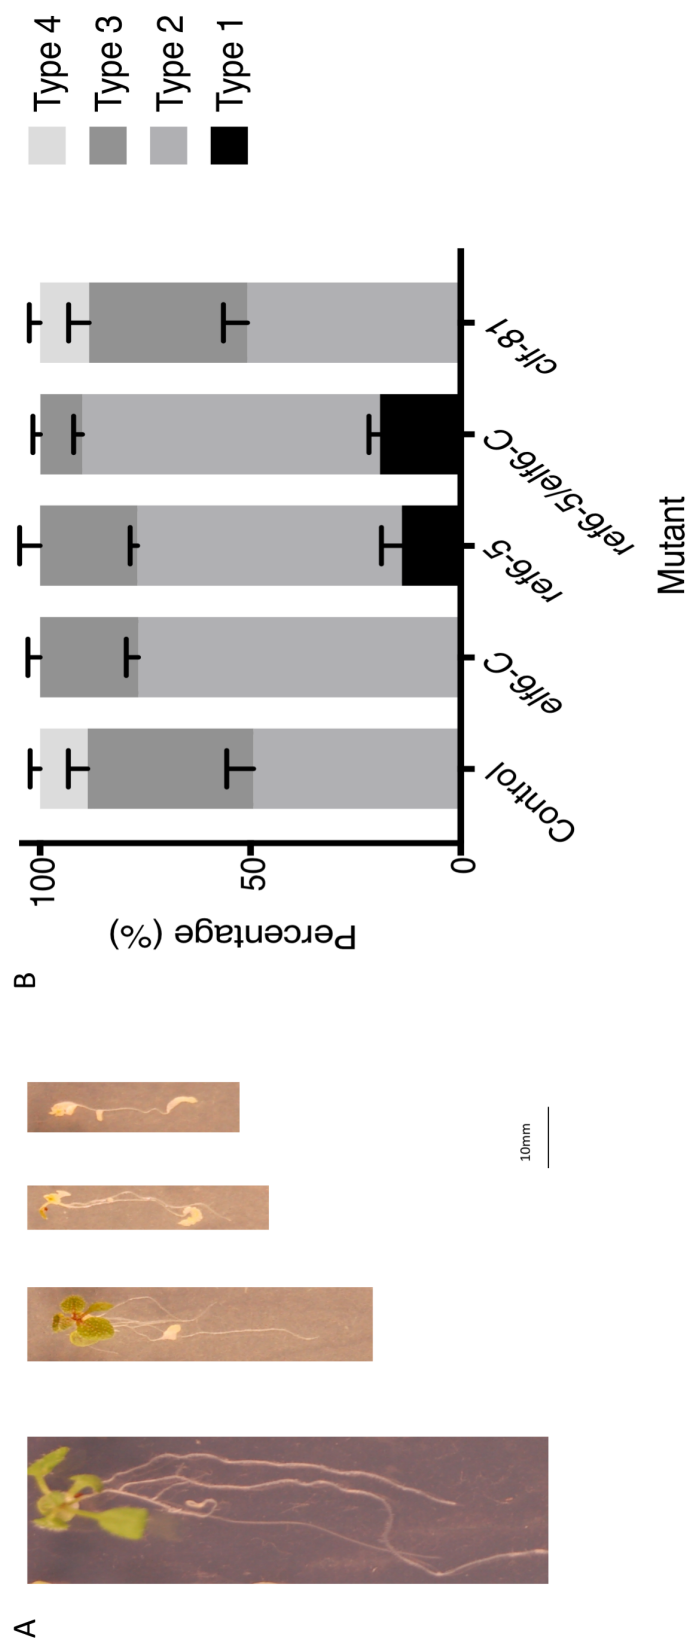 A
10mm
B
Percentage (%)
100
50
0
Control
elf6-C
ref6-5
ref6-5/elf6-C
clf-81
Mutant
Type 4
Type 3
Type 2
Type 1